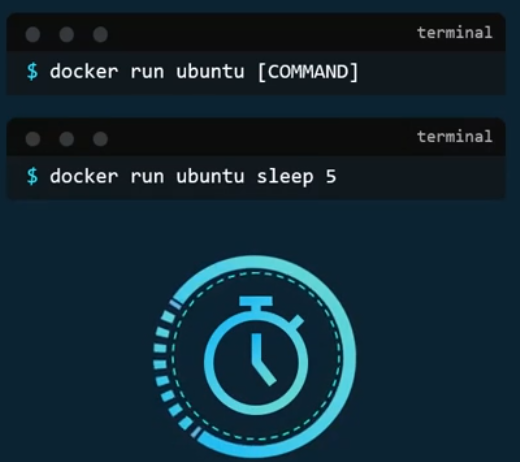 terminal
$ docker run ubuntu [COMMAND]
terminal
$ docker run ubuntu sleep 5